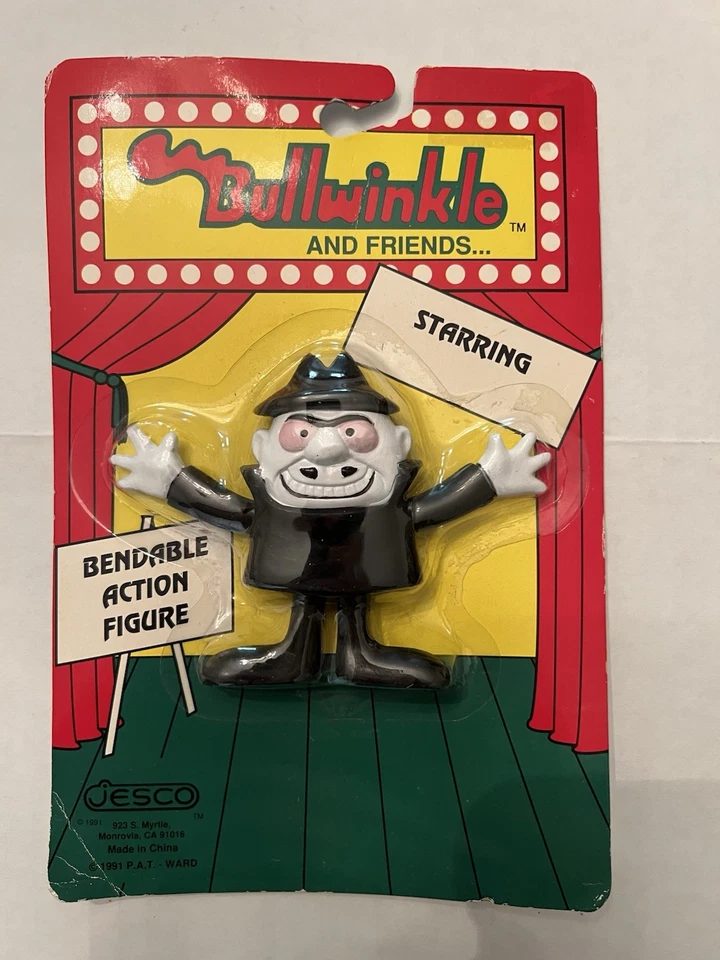 Bullwinkle TM
AND FRIENDS...
STARRING
BENDABLE
ACTION
FIGURE
JESCO TM
© 1991 923 S. Myrtle,
Monrovia, CA 91016
Made in China
© 1991 P.A.T. - WARD